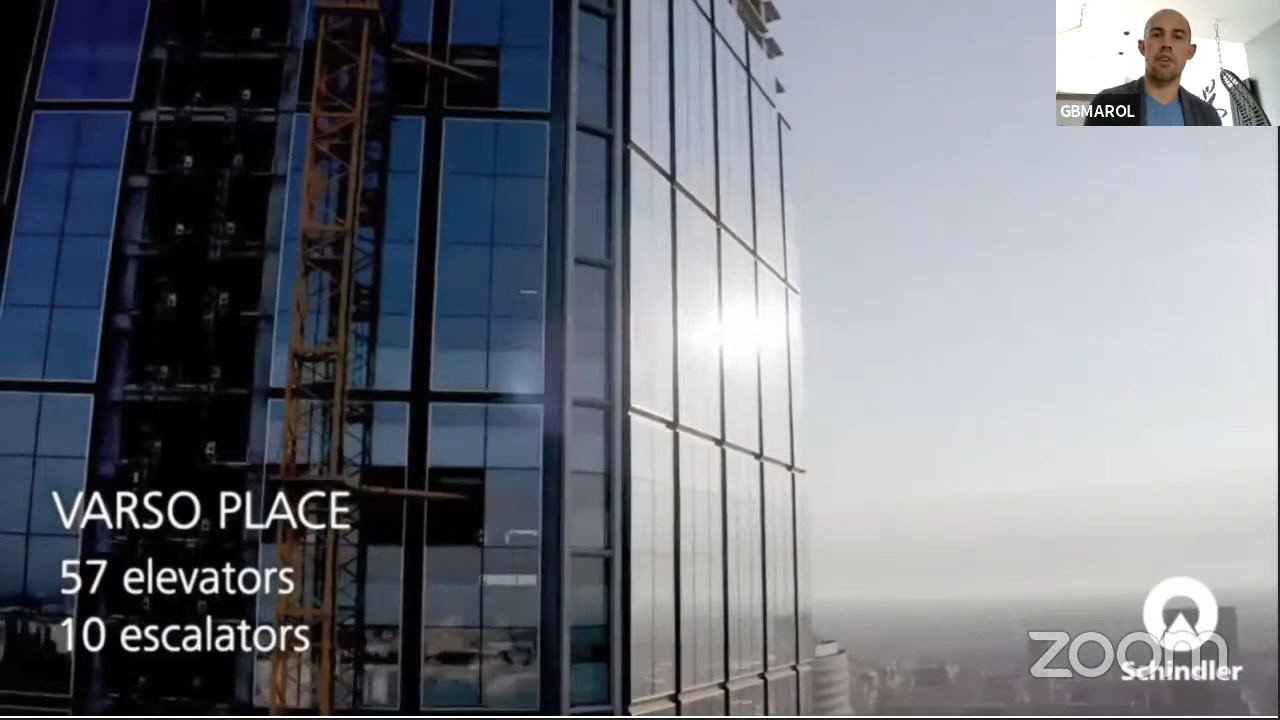 GBMAROL
VARSO PLACE
57 elevators
10 escalators
zoom
Schindler